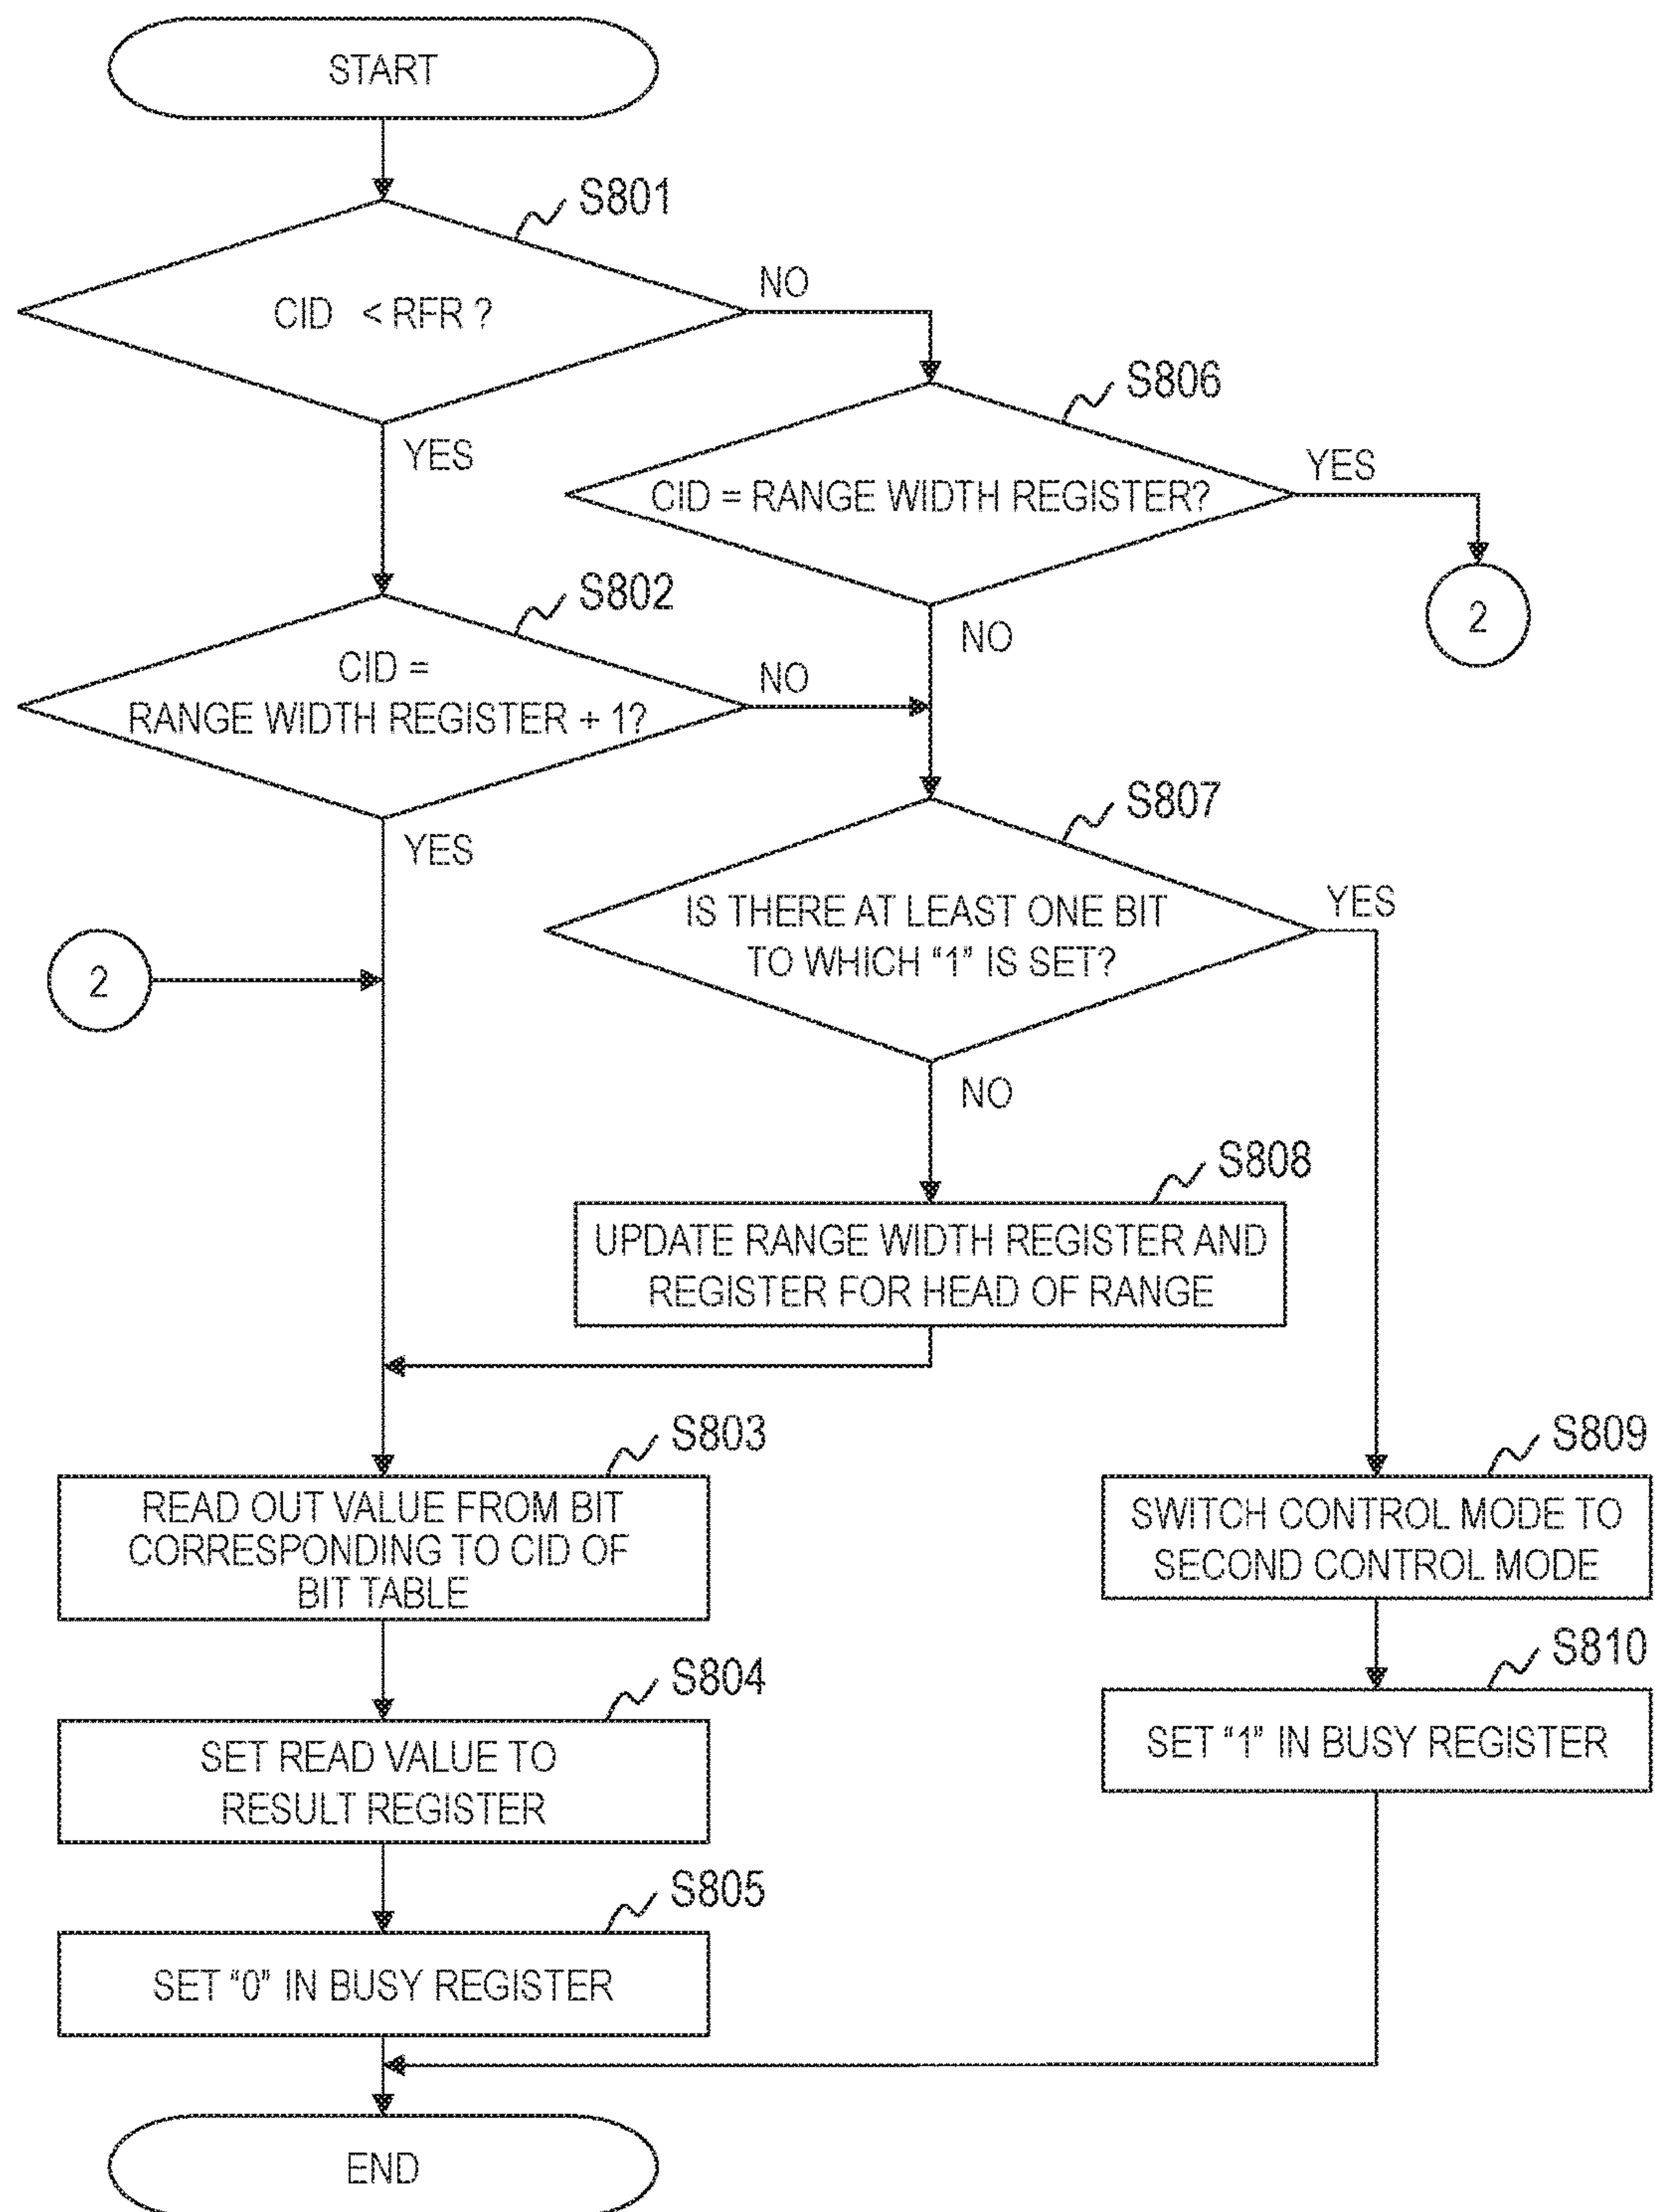 START
S801
CID < RFR ?
NO
YES
S806
CID = RANGE WIDTH REGISTER?
YES
2
NO
S802
CID =
RANGE WIDTH REGISTER + 1?
NO
YES
2
S807
IS THERE AT LEAST ONE BIT
TO WHICH “1” IS SET?
YES
NO
S808
UPDATE RANGE WIDTH REGISTER AND
REGISTER FOR HEAD OF RANGE
S803
READ OUT VALUE FROM BIT
CORRESPONDING TO CID OF
BIT TABLE
S809
SWITCH CONTROL MODE TO
SECOND CONTROL MODE
S804
SET READ VALUE TO
RESULT REGISTER
S810
SET “1” IN BUSY REGISTER
S805
SET “0” IN BUSY REGISTER
END